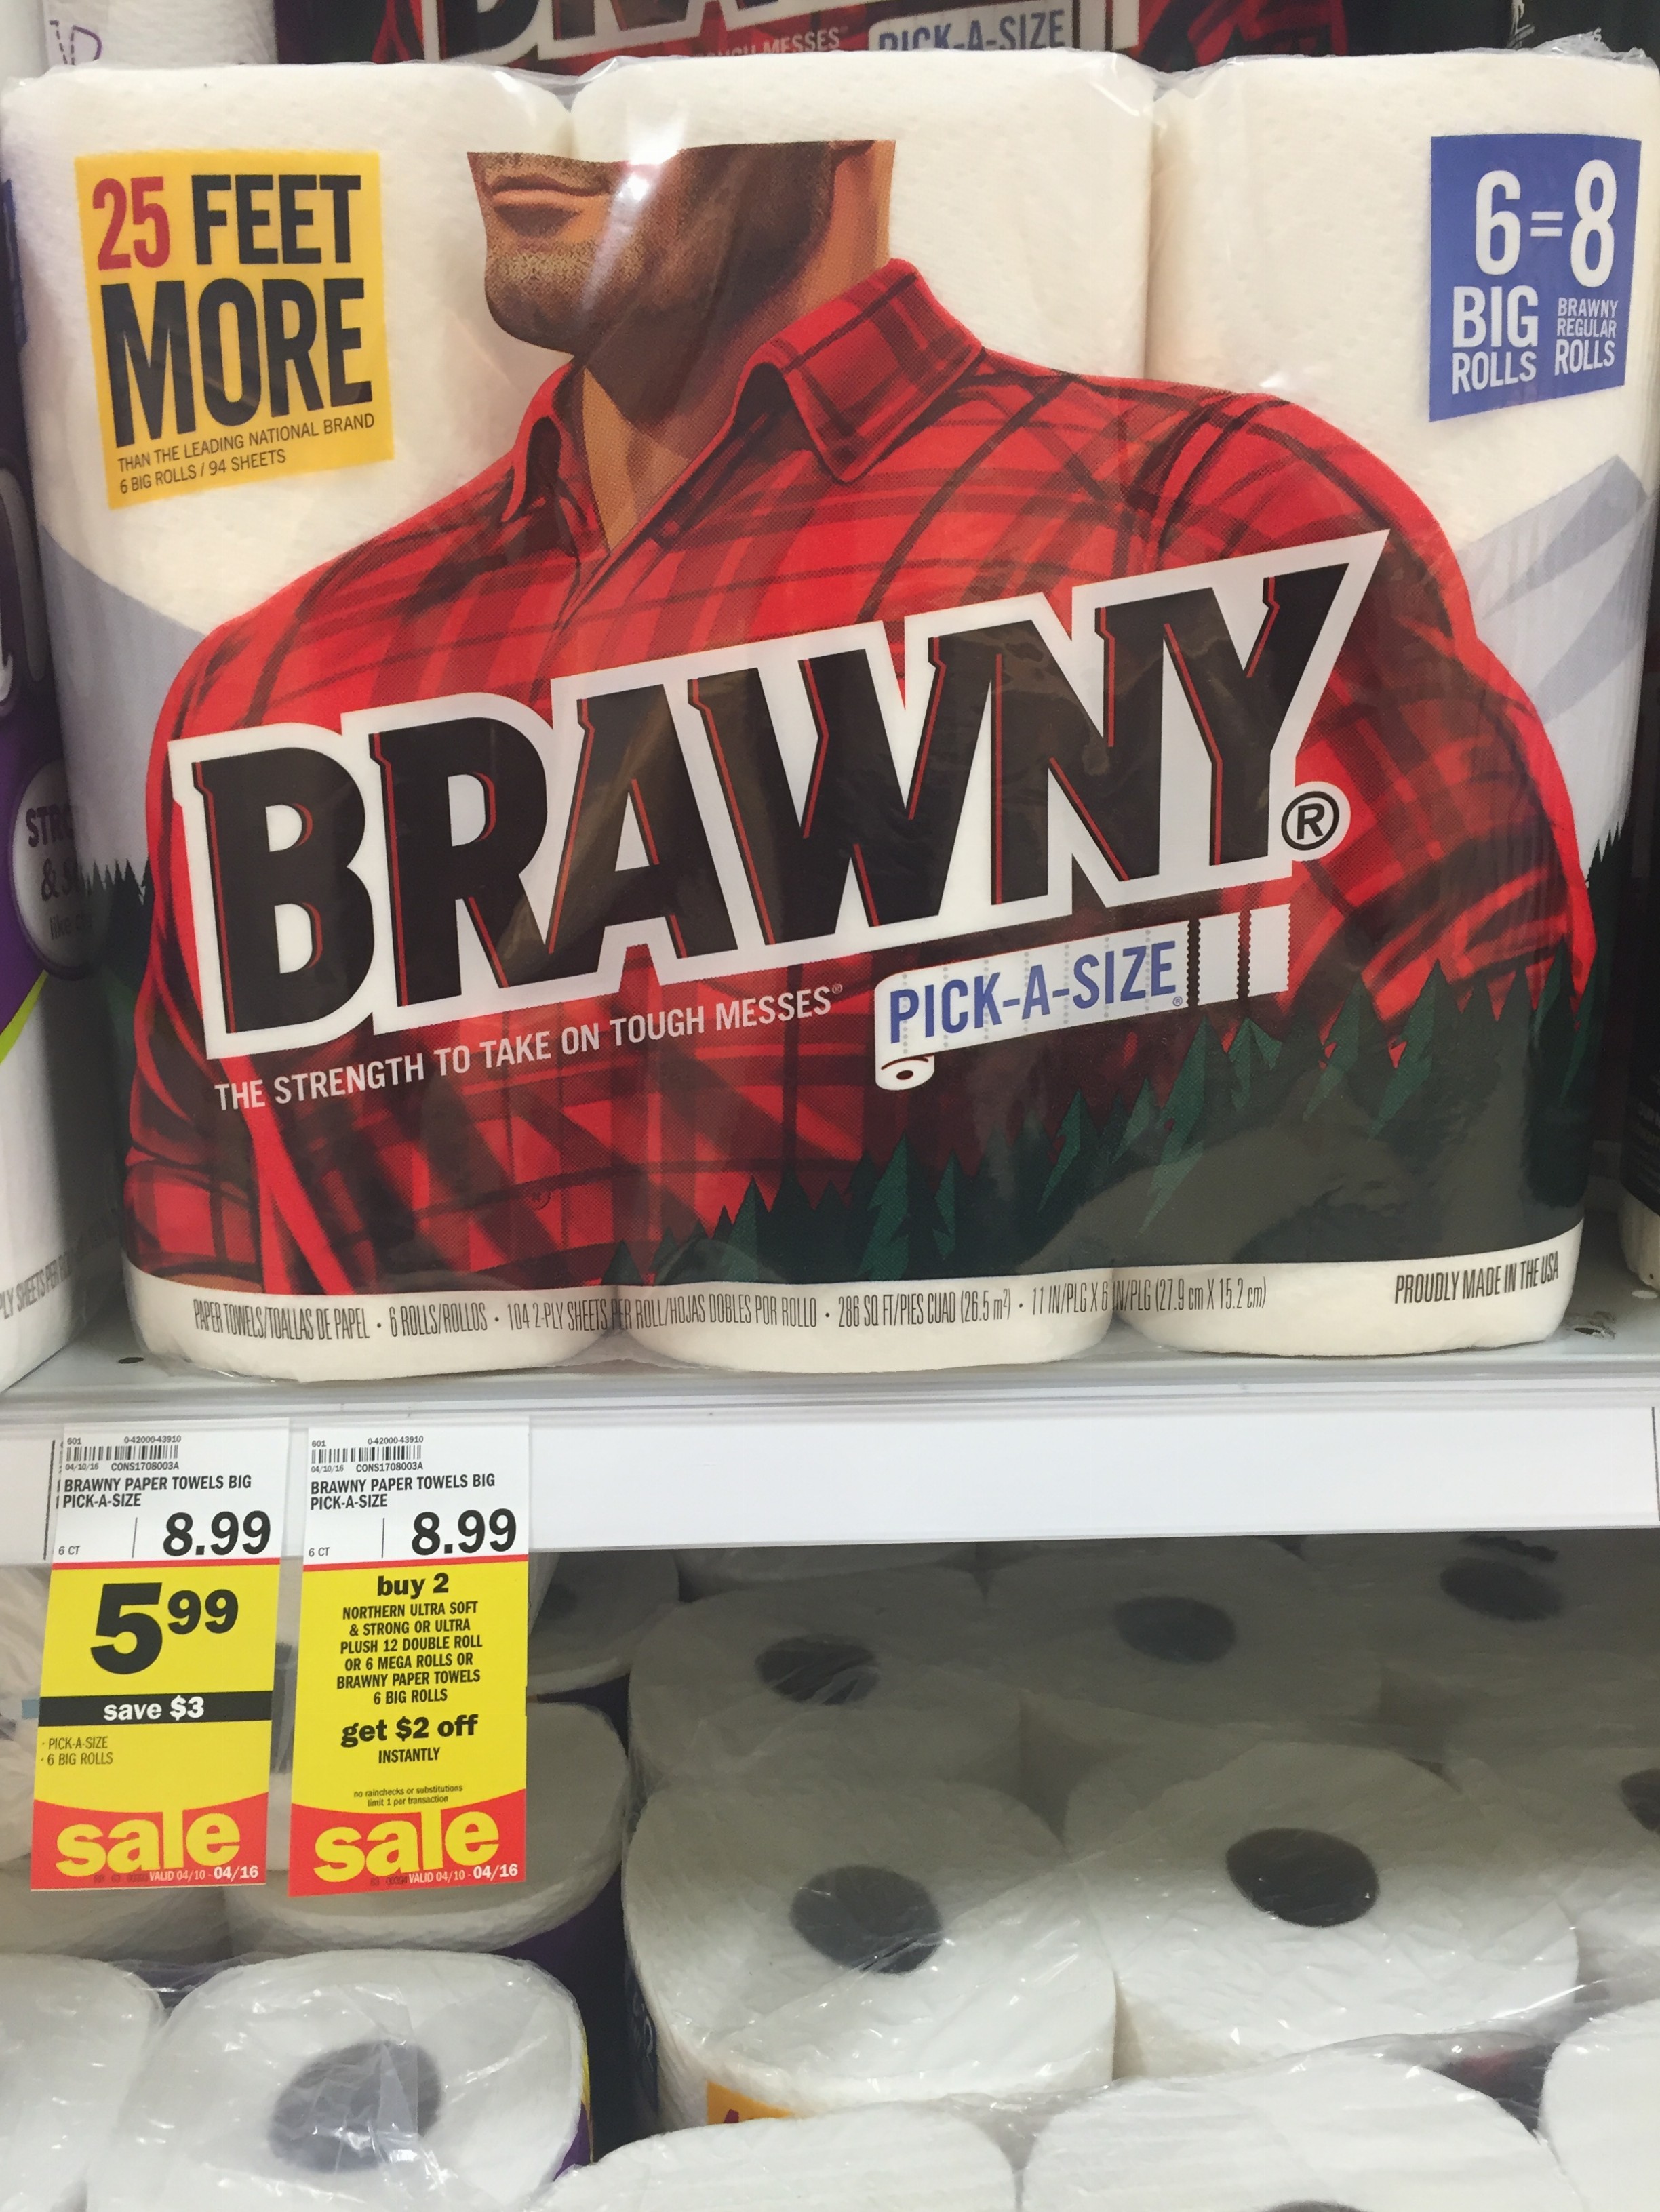 MESSES
PICK-A-SIZE
25 FEET
MORE
THAN THE LEADING NATIONAL BRAND
6 BIG ROLLS / 94 SHEETS
6=8
BIG
ROLLS
BRAWNY
REGULAR
ROLLS
BRAWNY®
THE STRENGTH TO TAKE ON TOUGH MESSES®
PICK-A-SIZE®
PAPER TOWELS/TOALLAS DE PAPEL • 6 ROLLS/ROLLOS • 104 2-PLY SHEETS PER ROLL/HOJAS DOBLES POR ROLLO • 286 SQ FT/PIES CUAD (26.5 m²) • 11 IN/PLG X 6 IN/PLG (27.9 cm X 15.2 cm)
PROUDLY MADE IN THE USA
601 0-42000-43910
04/10/16 CONS1708003A
BRAWNY PAPER TOWELS BIG
PICK-A-SIZE
6 CT 8.99
5.99
save $3
· PICK-A-SIZE
· 6 BIG ROLLS
sale
VALID 04/10 - 04/16
601 0-42000-43910
04/10/16 CONS1708003A
BRAWNY PAPER TOWELS BIG
PICK-A-SIZE
6 CT 8.99
buy 2
NORTHERN ULTRA SOFT
& STRONG OR ULTRA
PLUSH 12 DOUBLE ROLL
OR 6 MEGA ROLLS OR
BRAWNY PAPER TOWELS
6 BIG ROLLS
get $2 off
INSTANTLY
no rainchecks or substitutions
limit 1 per transaction
sale
VALID 04/10 - 04/16